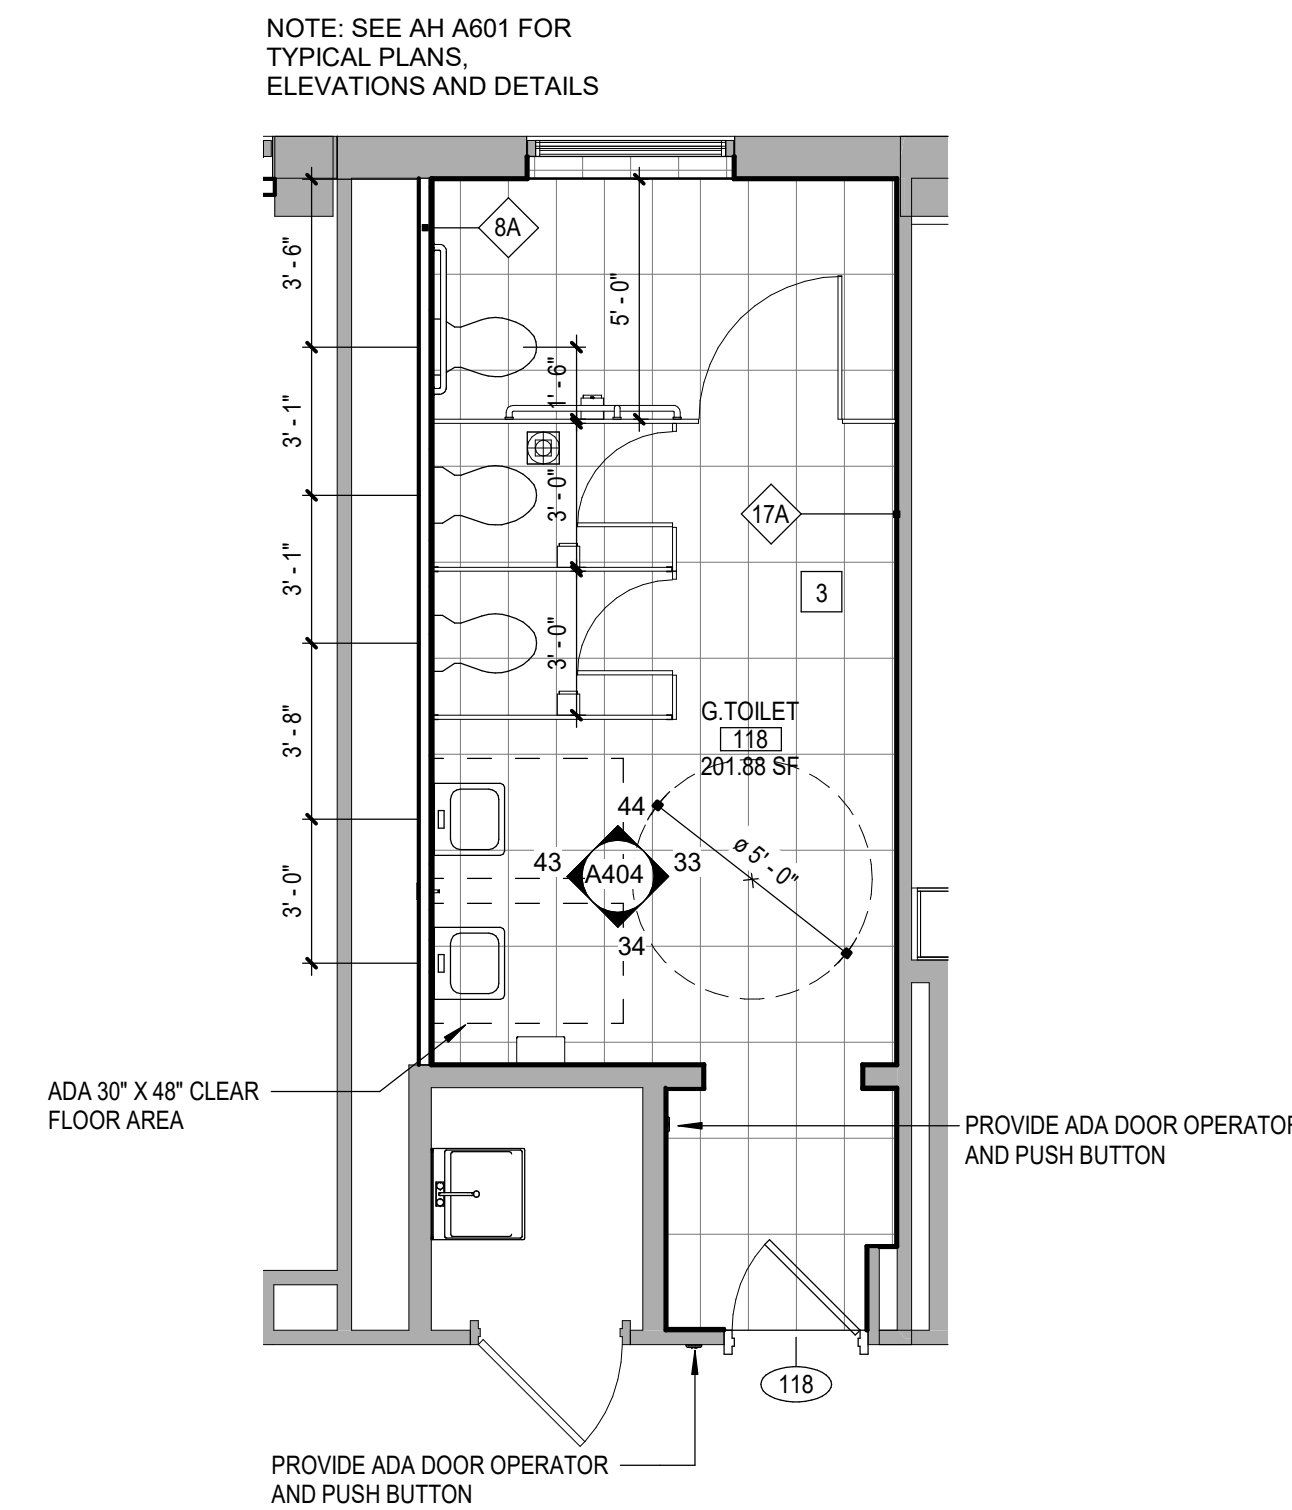 NOTE: SEE AH A601 FOR
TYPICAL PLANS,
ELEVATIONS AND DETAILS
8A
3' - 6"
5' - 0"
1' - 6"
3' - 1"
3' - 0"
17A
3' - 1"
3
3' - 0"
G.TOILET
118
201.88 SF
3' - 8"
44
43
A404
33
ø 5' - 0"
3' - 0"
34
ADA 30" X 48" CLEAR
FLOOR AREA
PROVIDE ADA DOOR OPERATOR
AND PUSH BUTTON
118
PROVIDE ADA DOOR OPERATOR
AND PUSH BUTTON